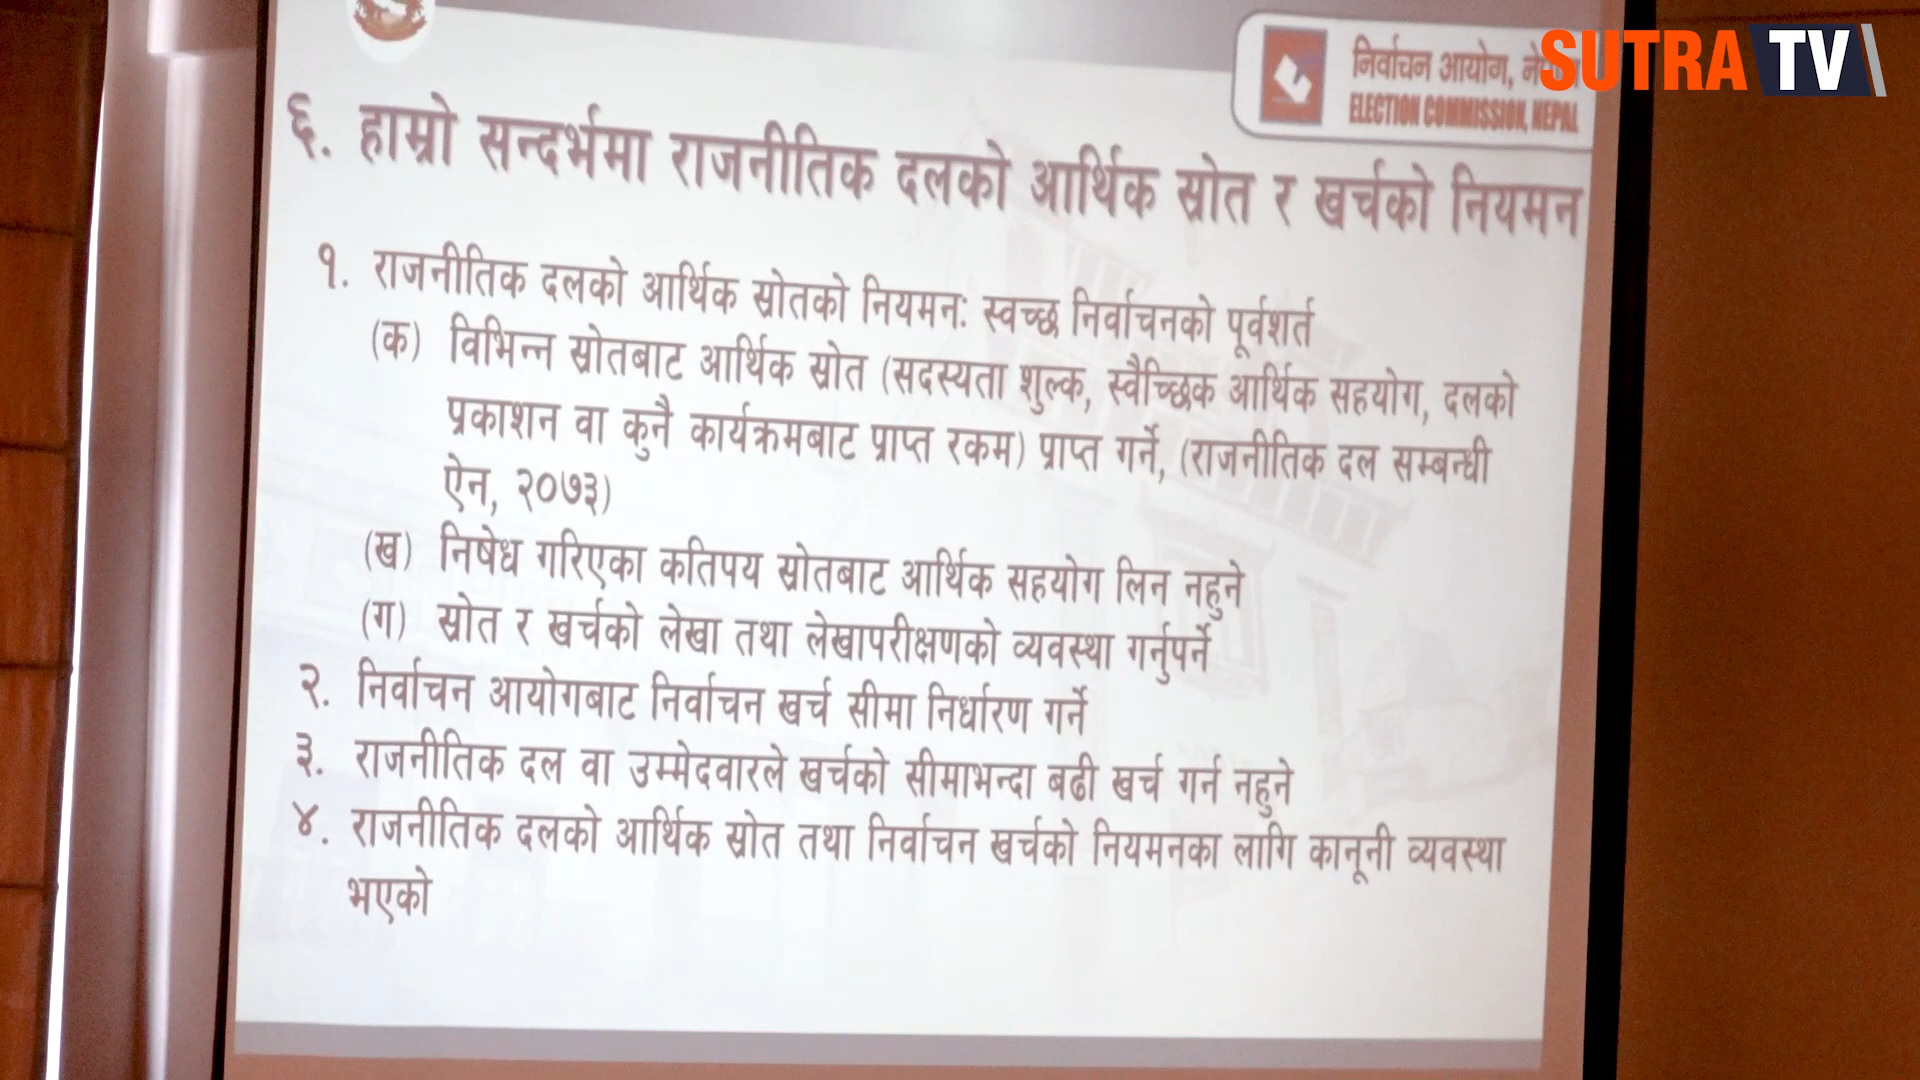 SUTRA TV
निर्वाचन आयोग,
ELECTION COMMISSION, NEPAL
६. हाम्रो सन्दर्भमा राजनीतिक दलको आर्थिक स्रोत र खर्चको नियमन
१. राजनीतिक दलको आर्थिक स्रोतको नियमनः स्वच्छ निर्वाचनको पूर्वशर्त
(क) विभिन्न स्रोतबाट आर्थिक स्रोत (सदस्यता शुल्क, स्वैच्छिक आर्थिक सहयोग, दलको
प्रकाशन वा कुनै कार्यक्रमबाट प्राप्त रकम) प्राप्त गर्ने, (राजनीतिक दल सम्बन्धी
ऐन, २०७३)
(ख) निषेध गरिएका कतिपय स्रोतबाट आर्थिक सहयोग लिन नहुने
(ग) स्रोत र खर्चको लेखा तथा लेखापरीक्षणको व्यवस्था गर्नुपर्ने
२. निर्वाचन आयोगबाट निर्वाचन खर्च सीमा निर्धारण गर्ने
३. राजनीतिक दल वा उम्मेदवारले खर्चको सीमाभन्दा बढी खर्च गर्न नहुने
४. राजनीतिक दलको आर्थिक स्रोत तथा निर्वाचन खर्चको नियमनका लागि कानूनी व्यवस्था
भएको